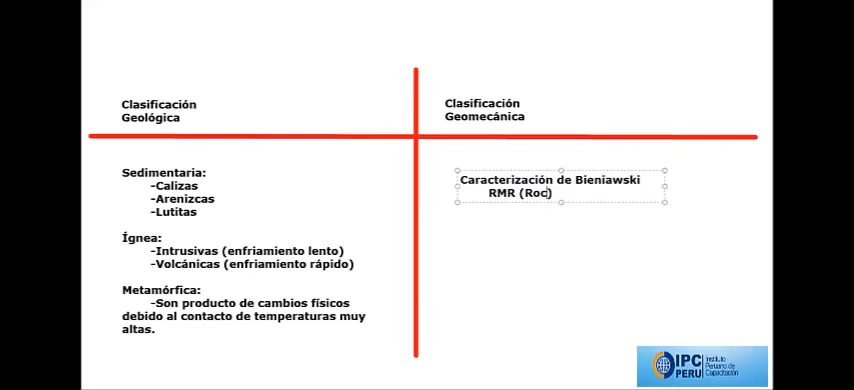 Clasificación
Geológica
Clasificación
Geomecánica
Sedimentaria:
-Calizas
-Arenizcas
-Lutitas
Ígnea:
-Intrusivas (enfriamiento lento)
-Volcánicas (enfriamiento rápido)
Metamórfica:
-Son producto de cambios físicos
debido al contacto de temperaturas muy
altas.
Caracterización de Bieniawski
RMR (Roc)
IPC
PERU
Instituto
Peruano de
Capacitación